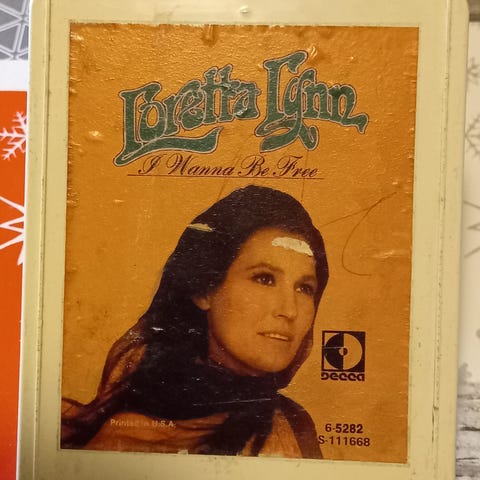 Loretta Lynn
I Wanna Be Free
DECCA
Printed in U.S.A.
6-5282
S-111668